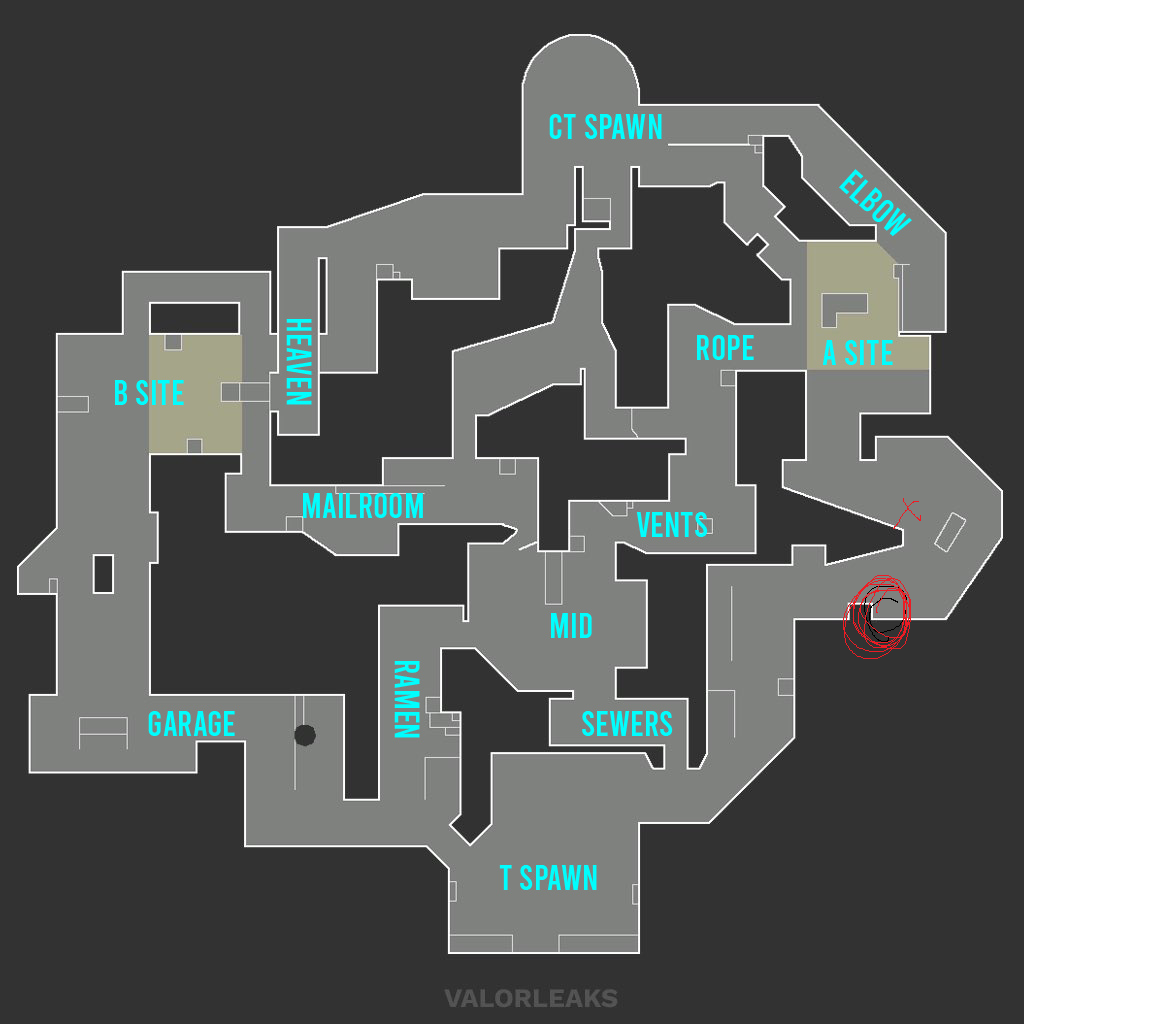 CT SPAWN
ELBOW
HEAVEN
ROPE
A SITE
B SITE
MAILROOM
VENTS
MID
RAMEN
GARAGE
SEWERS
T SPAWN
VALORLEAKS